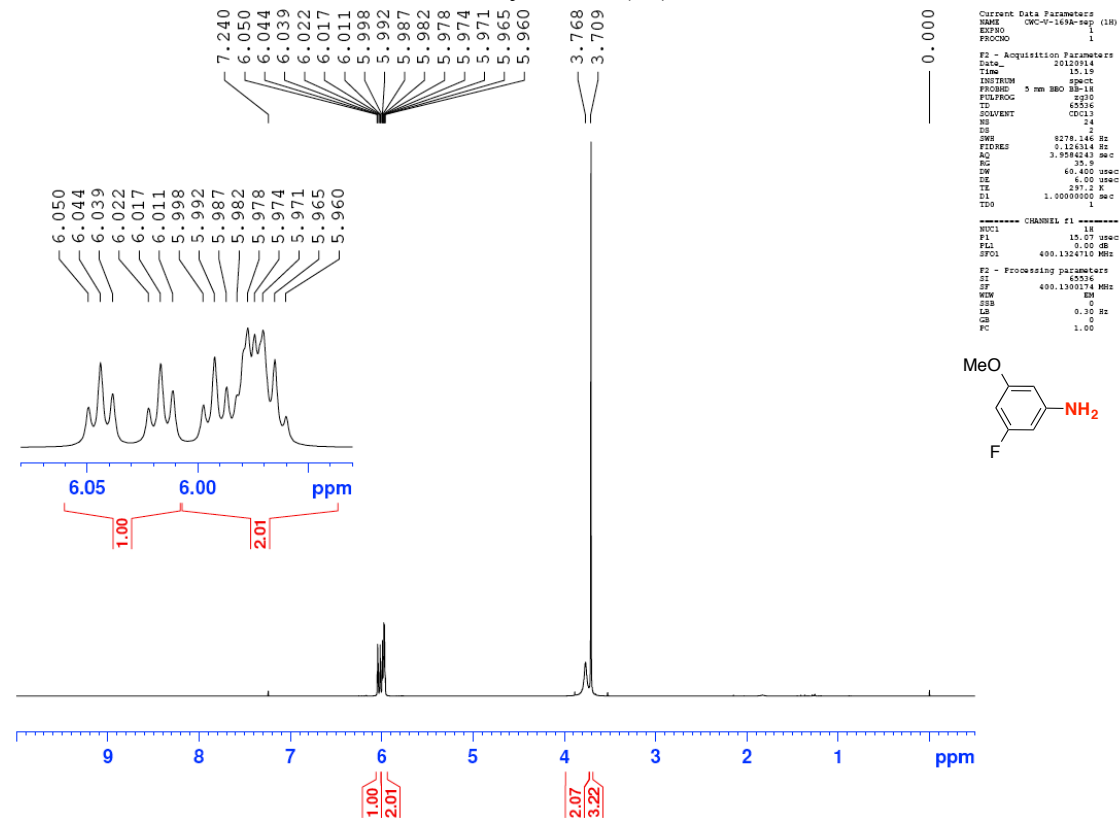 7.240
6.050
6.044
6.039
6.022
6.017
6.011
5.998
5.992
5.987
5.982
5.978
5.974
5.971
5.965
5.960
3.768
3.709
0.000
6.050
6.044
6.039
6.022
6.017
6.011
5.998
5.992
5.987
5.982
5.978
5.974
5.971
5.965
5.960
6.05 6.00 ppm
1.00 2.01
9 8 7 6 5 4 3 2 1 ppm
1.00 2.01 2.07 3.22
Current Data Parameters
NAME CWC-V-169A-sep (1H)
EXPNO 1
PROCNO 1
F2 - Acquisition Parameters
Date_ 20120914
Time 15.19
INSTRUM spect
PROBHD 5 mm BBO BB-1H
PULPROG zg30
TD 65536
SOLVENT CDCl3
NS 24
DS 2
SWH 8278.146 Hz
FIDRES 0.126314 Hz
AQ 3.9584243 sec
RG 35.9
DW 60.400 usec
DE 6.00 usec
TE 297.2 K
D1 1.00000000 sec
TD0 1
======== CHANNEL f1 ========
NUC1 1H
P1 15.07 usec
PL1 0.00 dB
SFO1 400.1324710 MHz
F2 - Processing parameters
SI 65536
SF 400.1300174 MHz
WDW EM
SSB 0
LB 0.30 Hz
GB 0
PC 1.00
MeO
NH2
F